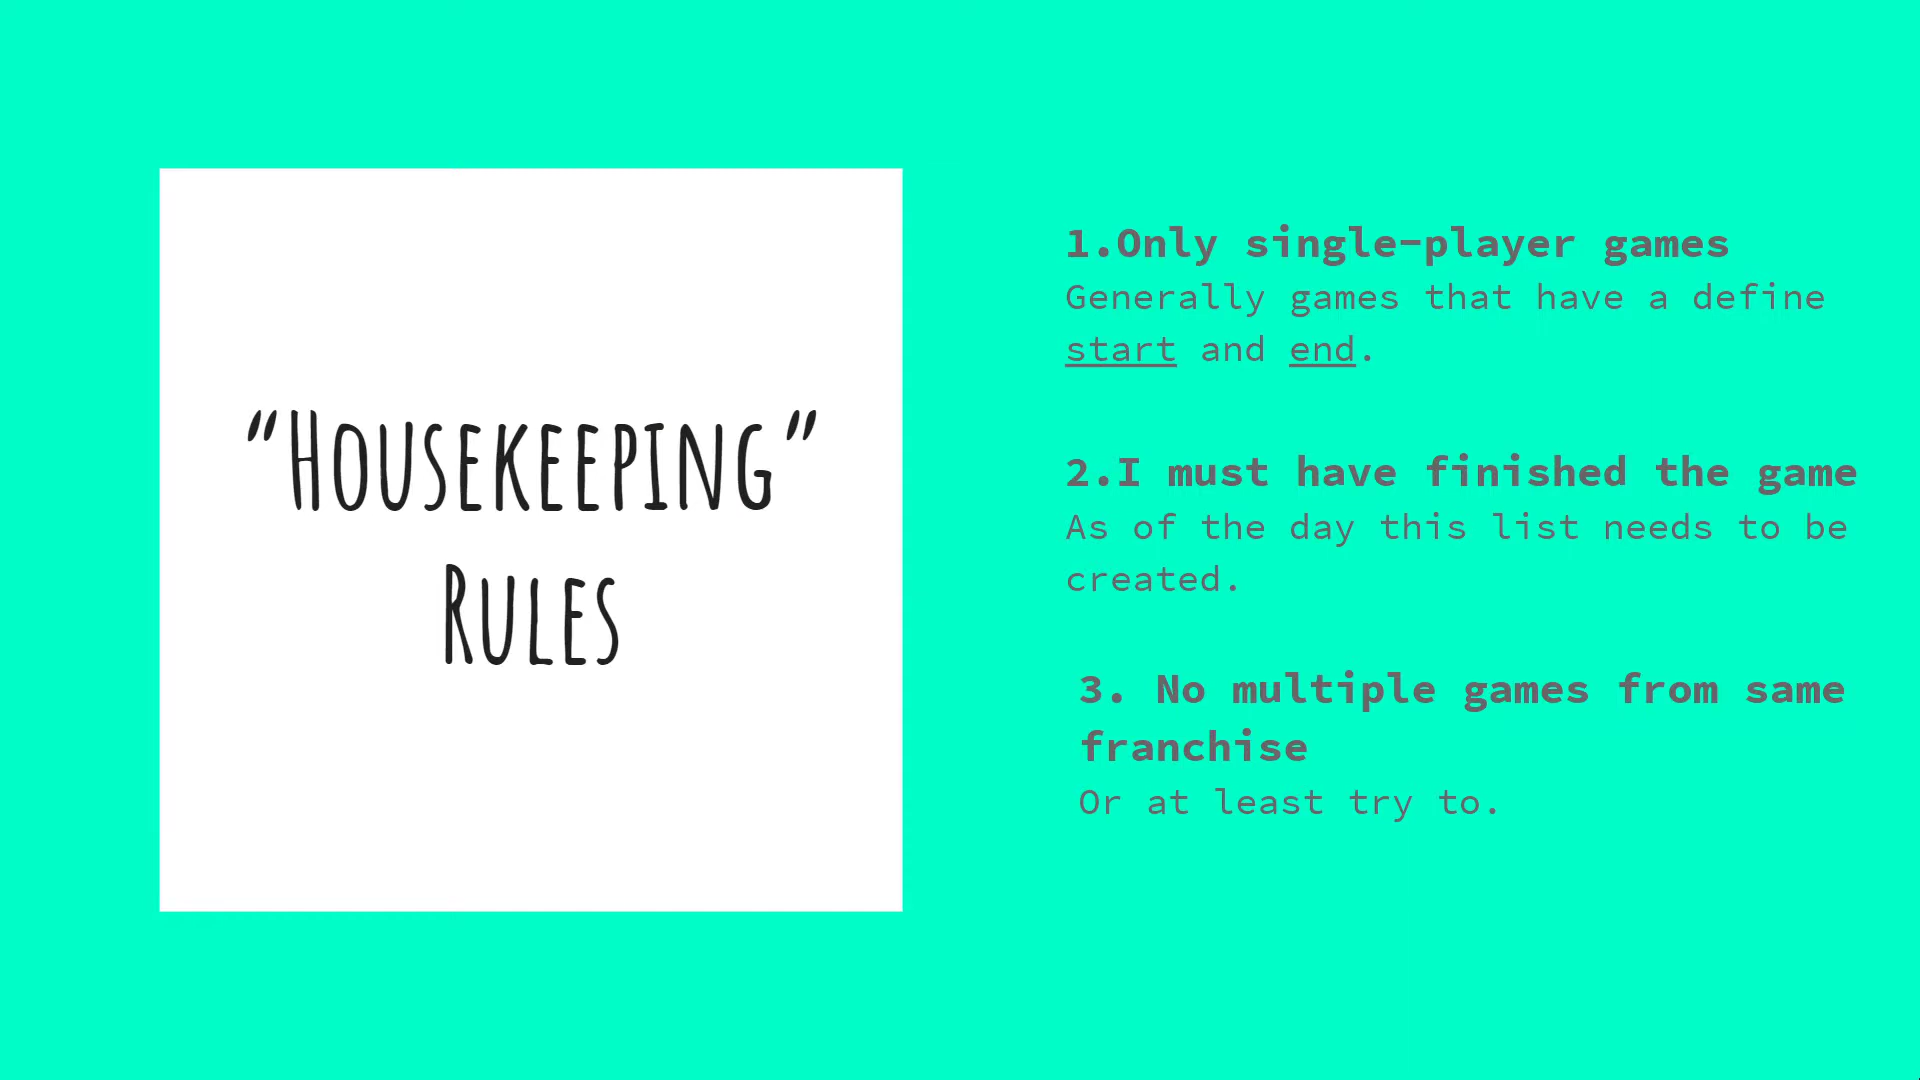 “Housekeeping”
Rules
1.Only single-player games
Generally games that have a define
start and end.
2.I must have finished the game
As of the day this list needs to be
created.
3. No multiple games from same
franchise
Or at least try to.